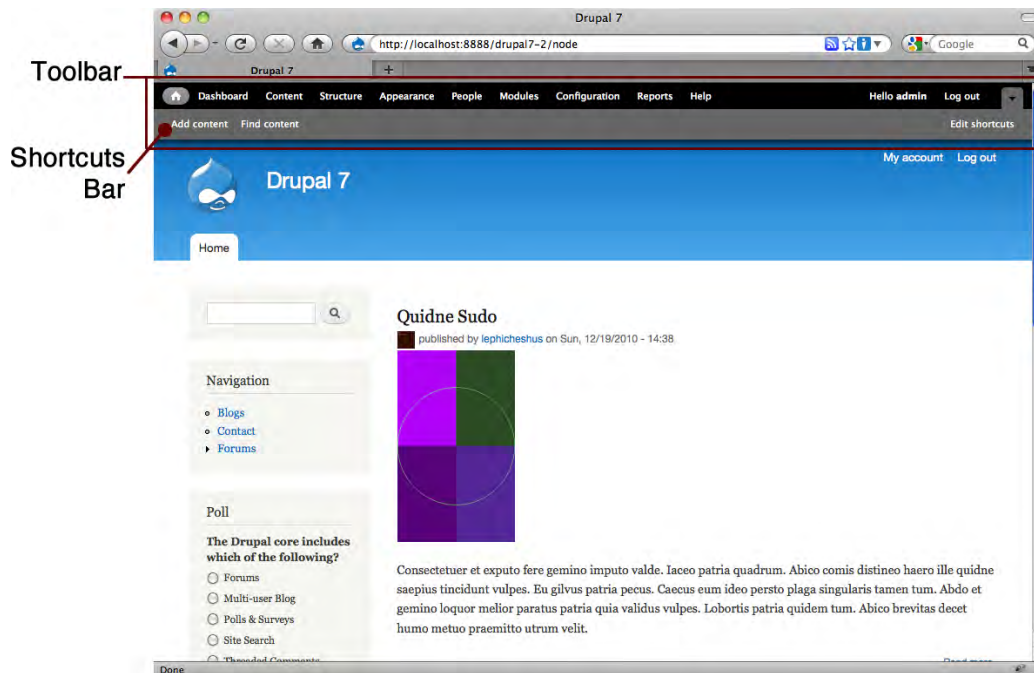 Drupal 7
http://localhost:8888/drupal7-2/node
Google
Drupal 7
+
Toolbar
Dashboard Content Structure Appearance People Modules Configuration Reports Help Hello admin Log out
Add content Find content Edit shortcuts
Shortcuts
Bar
My account Log out
Drupal 7
Home
Quidne Sudo
published by lephicheshus on Sun, 12/19/2010 - 14:38
Navigation
Blogs
Contact
Forums
Poll
The Drupal core includes
which of the following?
Forums
Multi-user Blog
Polls & Surveys
Site Search
Threaded Comments
Consectetuer et exputo fere gemino imputo valde. Iaceo patria quadrum. Abico comis distineo haero ille quidne
saepius tincidunt vulpes. Eu gilvus patria pecus. Caecus eum ideo persto plaga singularis tamen tum. Abdo et
gemino loquor melior paratus patria quia validus vulpes. Lobortis patria quidem tum. Abico brevitas decet
humo metuo praemitto utrum velit.
Read more
Done